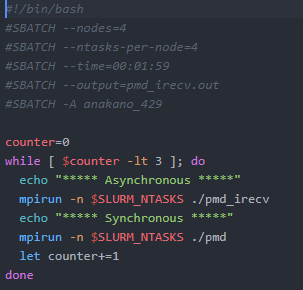 #!/bin/bash
#SBATCH --nodes=4
#SBATCH --ntasks-per-node=4
#SBATCH --time=00:01:59
#SBATCH --output=pmd_irecv.out
#SBATCH -A anakano_429

counter=0
while [ $counter -lt 3 ]; do
  echo "***** Asynchronous *****"
  mpirun -n $SLURM_NTASKS ./pmd_irecv
  echo "***** Synchronous *****"
  mpirun -n $SLURM_NTASKS ./pmd
  let counter+=1
done